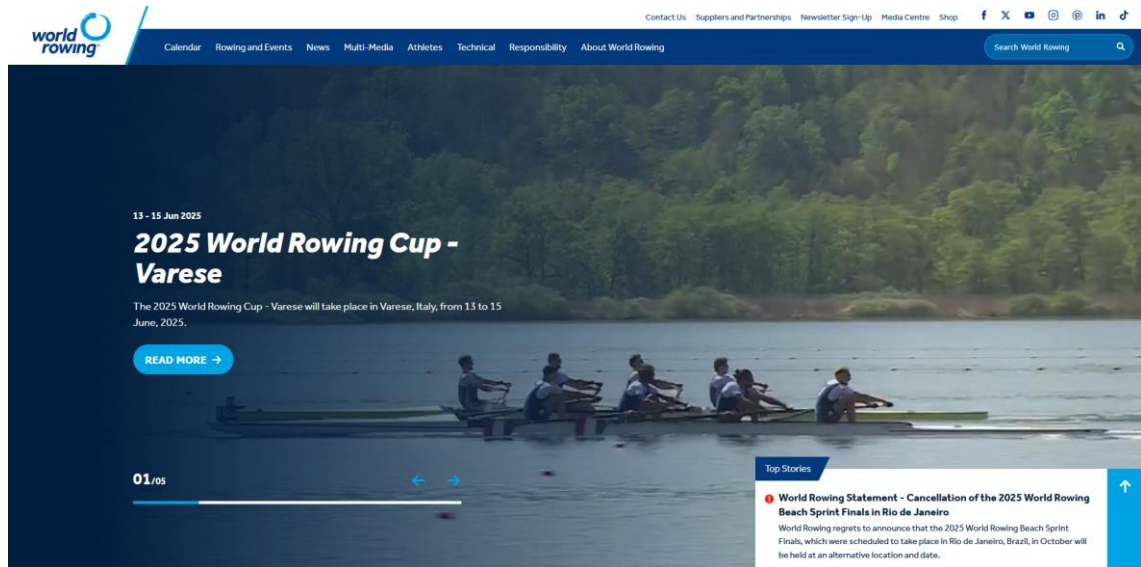 Contact Us Suppliers and Partnerships Newsletter Sign-Up Media Centre Shop
world
rowing
Calendar Rowing and Events News Multi-Media Athletes Technical Responsibility About World Rowing
Search World Rowing
13 - 15 Jun 2025
2025 World Rowing Cup -
Varese
The 2025 World Rowing Cup - Varese will take place in Varese, Italy, from 13 to 15
June, 2025.
READ MORE →
01/05
Top Stories
World Rowing Statement - Cancellation of the 2025 World Rowing
Beach Sprint Finals in Rio de Janeiro
World Rowing regrets to announce that the 2025 World Rowing Beach Sprint
Finals, which were scheduled to take place in Rio de Janeiro, Brazil, in October will
be held at an alternative location and date.